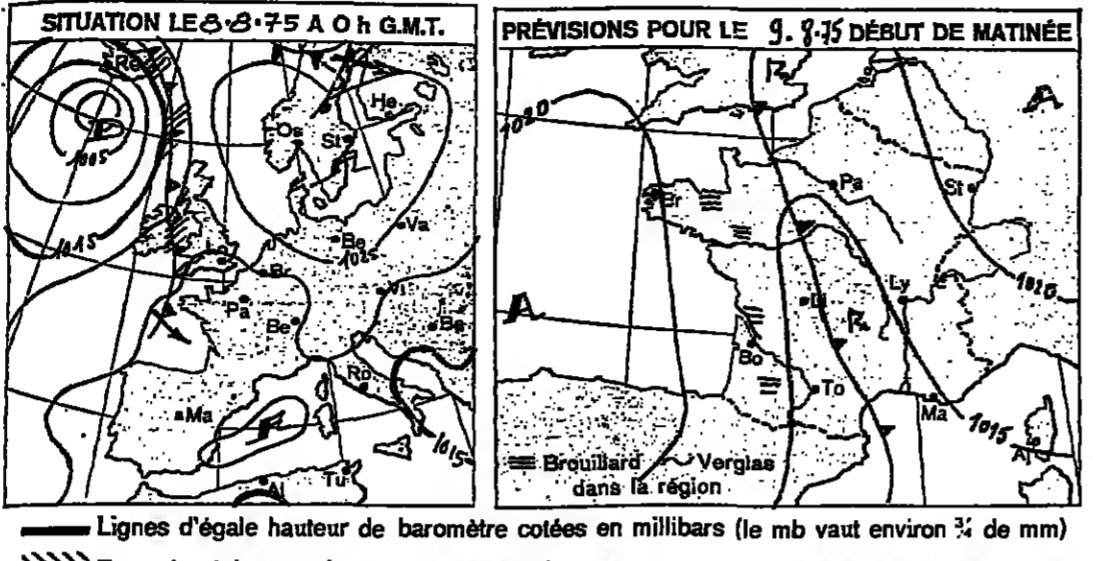 SITUATION LE 8·8·75 A 0 h G.M.T.
Re
1005
1015
Os
St
He
Be
1025
Va
Br
Pa
Be
Vi
Be
Ro
Ma
1015
Al
Tu
PRÉVISIONS POUR LE 9.8.75 DÉBUT DE MATINÉE
A
1020
Br
Pa
St
A
Li
Ly
1020
Bo
To
Ma
1015
Aj
Brouillard Verglas
dans la région
Lignes d'égale hauteur de baromètre cotées en millibars (le mb vaut environ ¾ de mm)